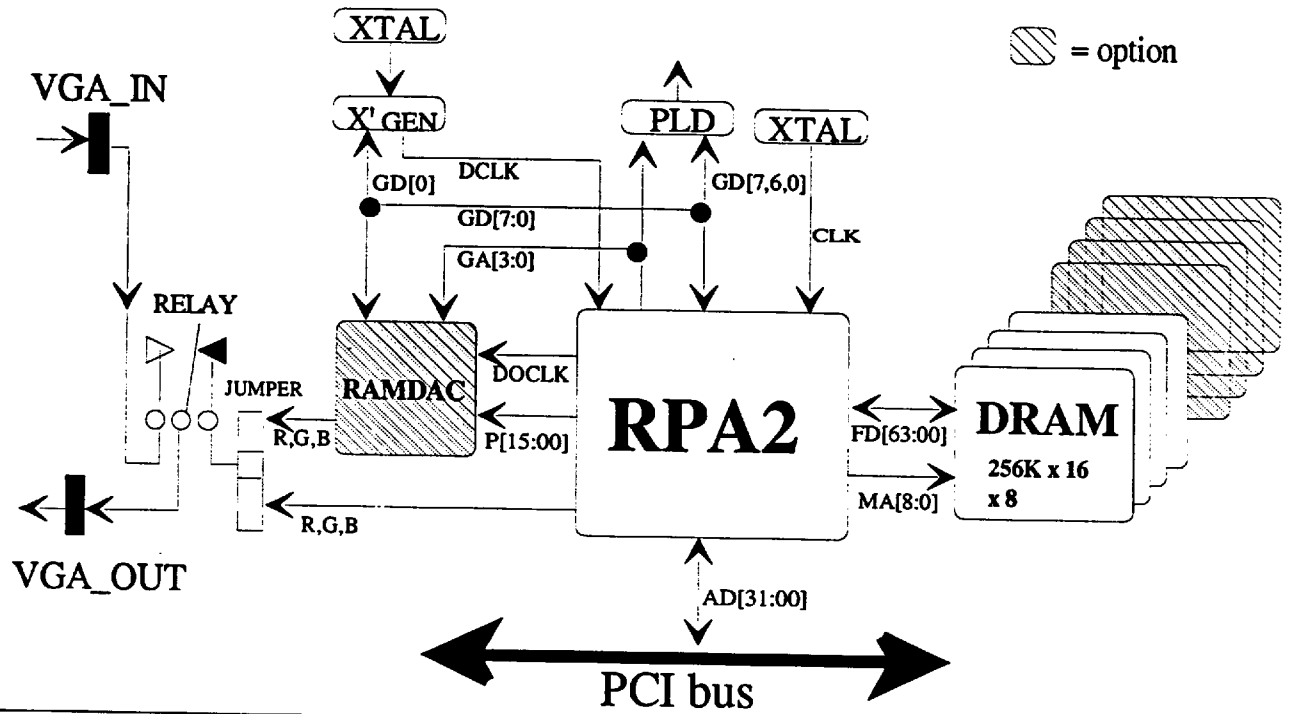 XTAL
= option
VGA_IN
X' GEN
PLD
XTAL
DCLK
GD[0]
GD[7,6,0]
GD[7:0]
CLK
GA[3:0]
RELAY
JUMPER
RAMDAC
DOCLK
RPA2
DRAM
R,G,B
P[15:00]
FD[63:00]
256K x 16
x 8
MA[8:0]
R,G,B
VGA_OUT
AD[31:00]
PCI bus